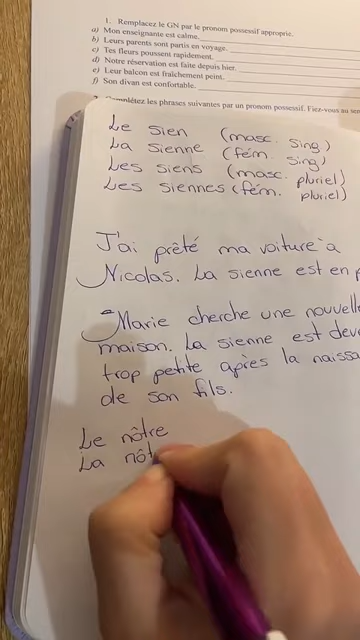 1. Remplacez le GN par le pronom possessif approprié.
a) Mon enseignante est calme.
b) Leurs parents sont partis en voyage.
c) Tes fleurs poussent rapidement.
d) Notre réservation est faite depuis hier.
e) Leur balcon est fraîchement peint.
f) Son divan est confortable.
les phrases suivantes par un pronom possessif. Fiez-vous au
Le sien (masc. sing)
La sienne (fém. sing)
Les siens (masc. pluriel)
Les siennes (fém. pluriel)
J'ai prêté ma voiture à
Nicolas. La sienne est en
Marie cherche une nouvelle
maison. La sienne est
trop petite après la
de son fils.
Le nôtre
La